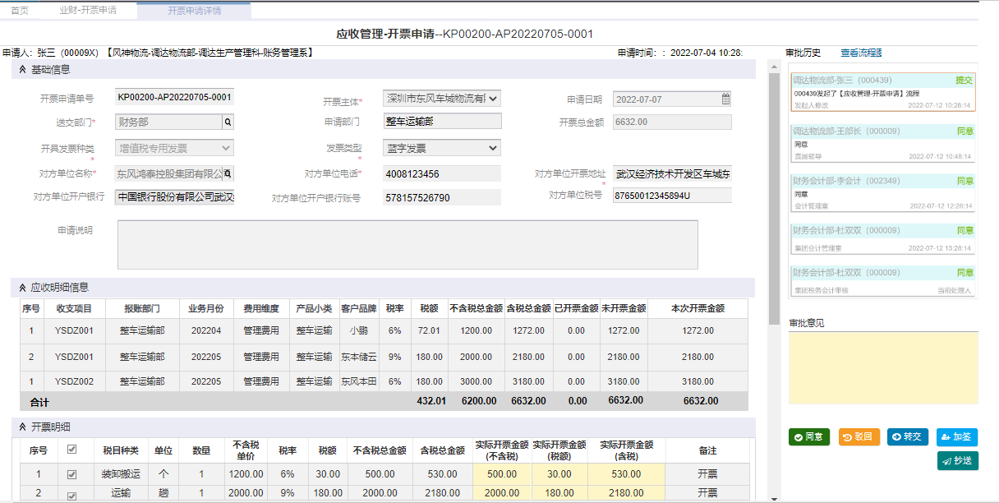 首页 业财-开票申请 开票申请详情
应收管理-开票申请--KP00200-AP20220705-0001
申请人：张三（00009X）【风神物流-调达物流部-调达生产管理科-账务管理系】 申请时间：：2022-07-04 10:28:
基础信息
开票申请单号 KP00200-AP20220705-0001 开票主体* 深圳市东风车城物流有 申请日期 2022-07-07
送交部门* 财务部 申请部门 整车运输部 开票总金额 6632.00
开具发票种类* 增值税专用发票 发票类型* 蓝字发票
对方单位名称* 东风鸿泰控股集团有限公 对方单位电话* 4008123456 对方单位开票地址* 武汉经济技术开发区车城东
对方单位开户银行 中国银行股份有限公司武汉 对方单位开户银行账号 578157526790 对方单位税号 87650012345894U
申请说明
应收明细信息
序号 收支项目 报账部门 业务月份 费用维度 产品小类 客户品牌 税率 税额 不含税总金额 含税总金额 已开票金额 未开票金额 本次开票金额
1 YSDZ001 整车运输部 202204 管理费用 整车运输 小鹏 6% 72.01 1200.00 1272.00 0.00 1272.00 1272.00
2 YSDZ001 整车运输部 202205 管理费用 整车运输 东本储云 9% 180.00 2000.00 2180.00 0.00 2180.00 2180.00
1 YSDZ002 整车运输部 202205 管理费用 整车运输 东风本田 6% 180.00 3000.00 3180.00 0.00 3180.00 3180.00
合计 432.01 6200.00 6632.00 0.00 6632.00 6632.00
开票明细
序号 税目种类 单位 数量 不含税单价 税率 税额 不含税总金额 含税总金额 实际开票金额(不含税) 实际开票金额(税额) 实际开票金额(含税) 备注
1 装卸搬运 个 1 1200.00 6% 30.00 500.00 530.00 500.00 30.00 530.00 开票
2 运输 趟 1 2000.00 9% 180.00 2000.00 2180.00 2000.00 180.00 2180.00 开票
审批历史 查看流程图
调达物流部-张三（000439） 提交
000439发起了【应收管理-开票申请】流程
发起人修改 2022-07-12 10:26:14
调达物流部-王部长（000009） 同意
同意
直属领导 2022-07-12 10:48:14
财务会计部-李会计（002349） 同意
同意
会计管理室 2022-07-12 12:26:14
财务会计部-杜双双（000009） 同意
集团会计管理室 2022-07-12 13:28:14
财务会计部-杜双双（000009） 同意
集团税务会计审核 当前处理人
审批意见
同意 驳回 转交 加签
抄送